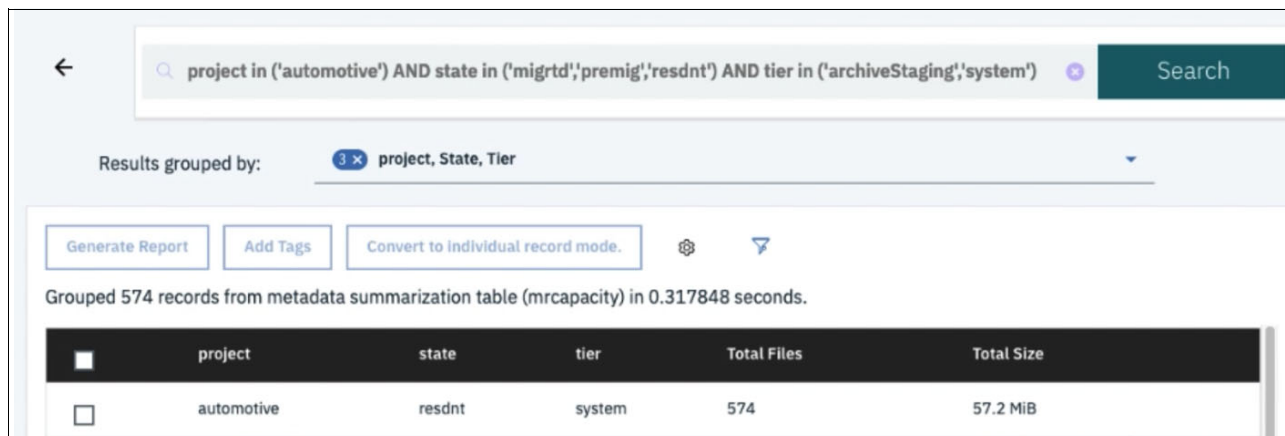 project in ('automotive') AND state in ('migrtd','premig','resdnt') AND tier in ('archiveStaging','system')
Search
Results grouped by:
3 × project, State, Tier
Generate Report Add Tags Convert to individual record mode.
Grouped 574 records from metadata summarization table (mrcapacity) in 0.317848 seconds.
project state tier Total Files Total Size
automotive resdnt system 574 57.2 MiB